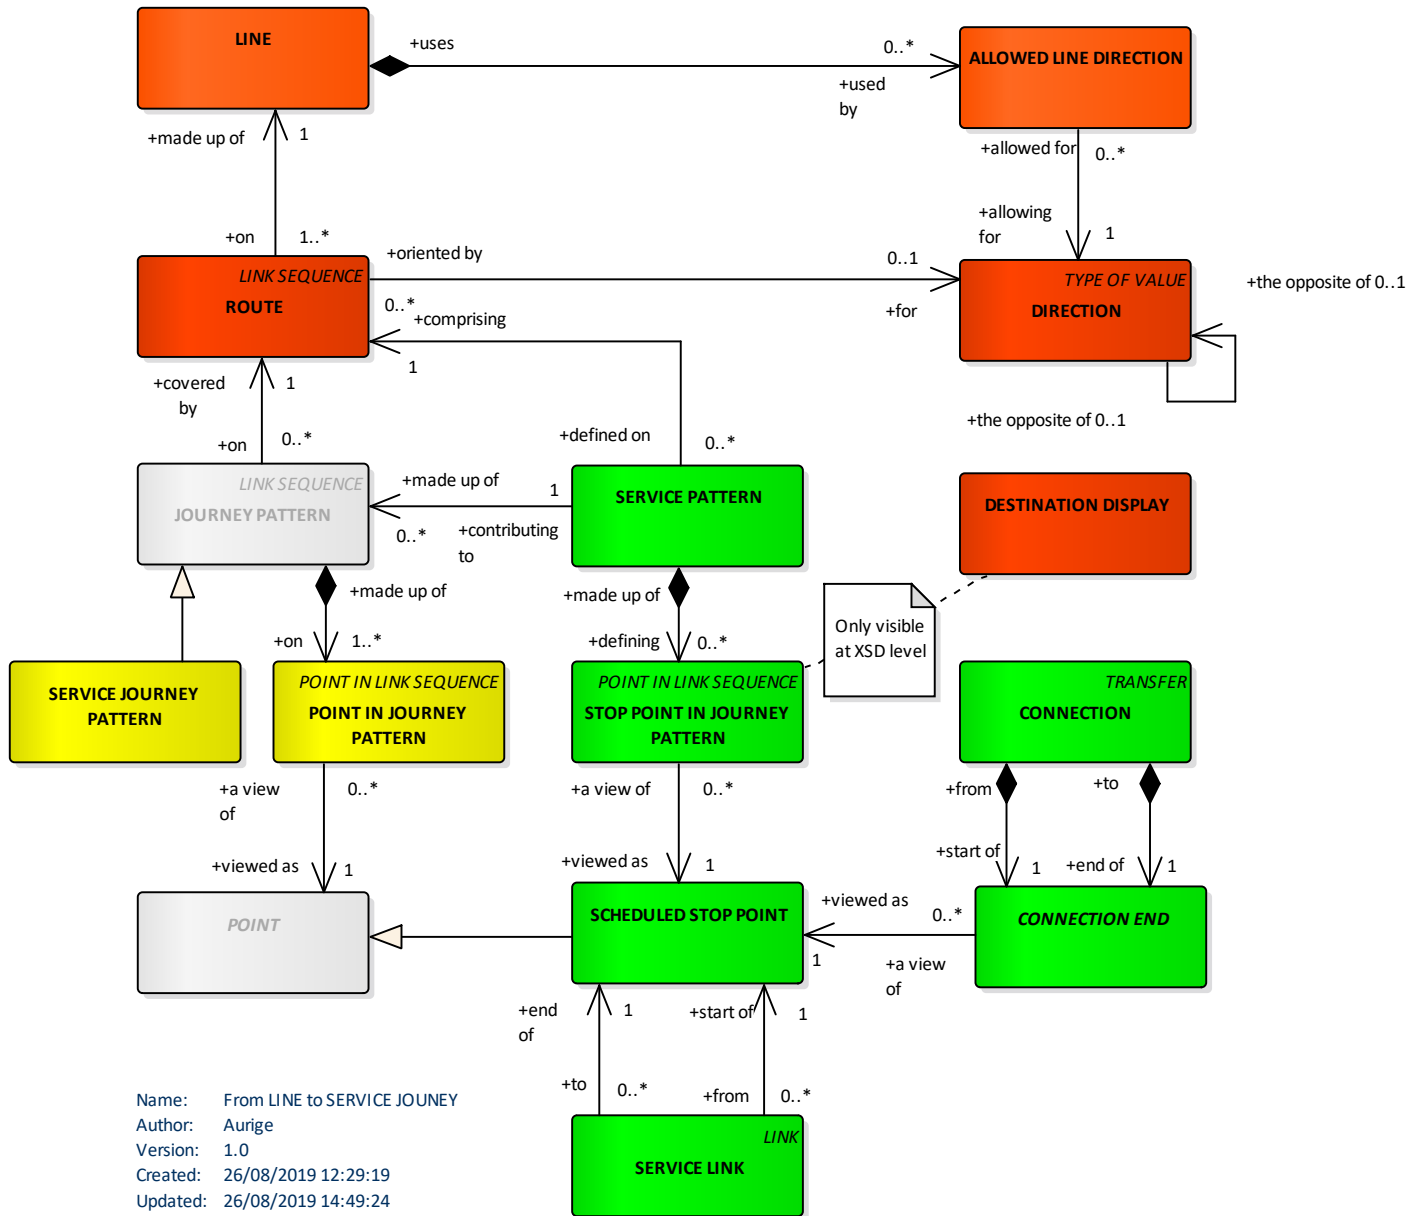 LINE
+uses
0..*
ALLOWED LINE DIRECTION
+used
by
+made up of
1
+allowed for
0..*
+allowing
for
1
+on
1..*
+oriented by
0..1
LINK SEQUENCE
ROUTE
0..*
+comprising
1
+for
TYPE OF VALUE
DIRECTION
+the opposite of 0..1
+the opposite of 0..1
+covered
by
1
+on
0..*
+defined on
0..*
LINK SEQUENCE
JOURNEY PATTERN
+made up of
1
0..*
+contributing
to
SERVICE PATTERN
DESTINATION DISPLAY
+made up of
+on
1..*
+made up of
+defining
0..*
Only visible
at XSD level
SERVICE JOURNEY
PATTERN
POINT IN LINK SEQUENCE
POINT IN JOURNEY
PATTERN
POINT IN LINK SEQUENCE
STOP POINT IN JOURNEY
PATTERN
TRANSFER
CONNECTION
+a view
of
0..*
+a view of
0..*
+from
+to
+viewed as
1
+viewed as
1
+start of
1
+end of
1
POINT
SCHEDULED STOP POINT
+viewed as
0..*
1
+a view
of
CONNECTION END
+end
of
1
+start of
1
+to
0..*
+from
0..*
LINK
SERVICE LINK
Name: From LINE to SERVICE JOUNEY
Author: Aurige
Version: 1.0
Created: 26/08/2019 12:29:19
Updated: 26/08/2019 14:49:24